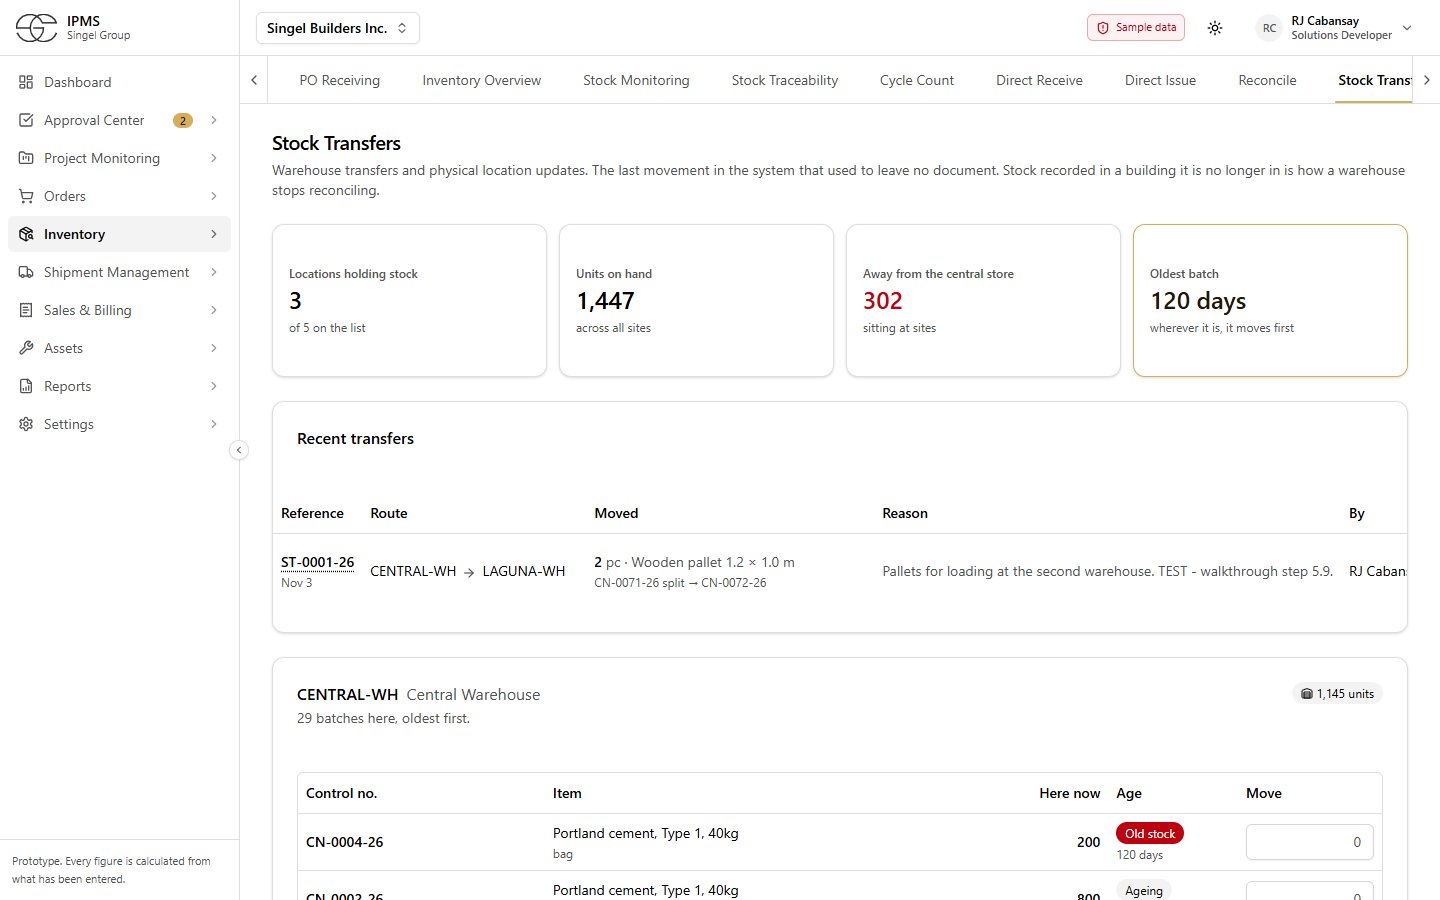 IPMS
Singel Group
Singel Builders Inc.
Sample data
RC
RJ Cabansay
Solutions Developer
Dashboard
Approval Center 2
Project Monitoring
Orders
Inventory
Shipment Management
Sales & Billing
Assets
Reports
Settings
Prototype. Every figure is calculated from
what has been entered.
PO Receiving Inventory Overview Stock Monitoring Stock Traceability Cycle Count Direct Receive Direct Issue Reconcile Stock Transf
Stock Transfers
Warehouse transfers and physical location updates. The last movement in the system that used to leave no document. Stock recorded in a building it is no longer in is how a warehouse
stops reconciling.
Locations holding stock
3
of 5 on the list
Units on hand
1,447
across all sites
Away from the central store
302
sitting at sites
Oldest batch
120 days
wherever it is, it moves first
Recent transfers
Reference Route Moved Reason By
ST-0001-26
Nov 3
CENTRAL-WH → LAGUNA-WH
2 pc · Wooden pallet 1.2 × 1.0 m
CN-0071-26 split → CN-0072-26
Pallets for loading at the second warehouse. TEST - walkthrough step 5.9.
RJ Caban
CENTRAL-WH Central Warehouse
29 batches here, oldest first.
1,145 units
Control no. Item Here now Age Move
CN-0004-26
Portland cement, Type 1, 40kg
bag
200
Old stock
120 days
0
CN-0002-26
Portland cement, Type 1, 40kg
800
Ageing
0